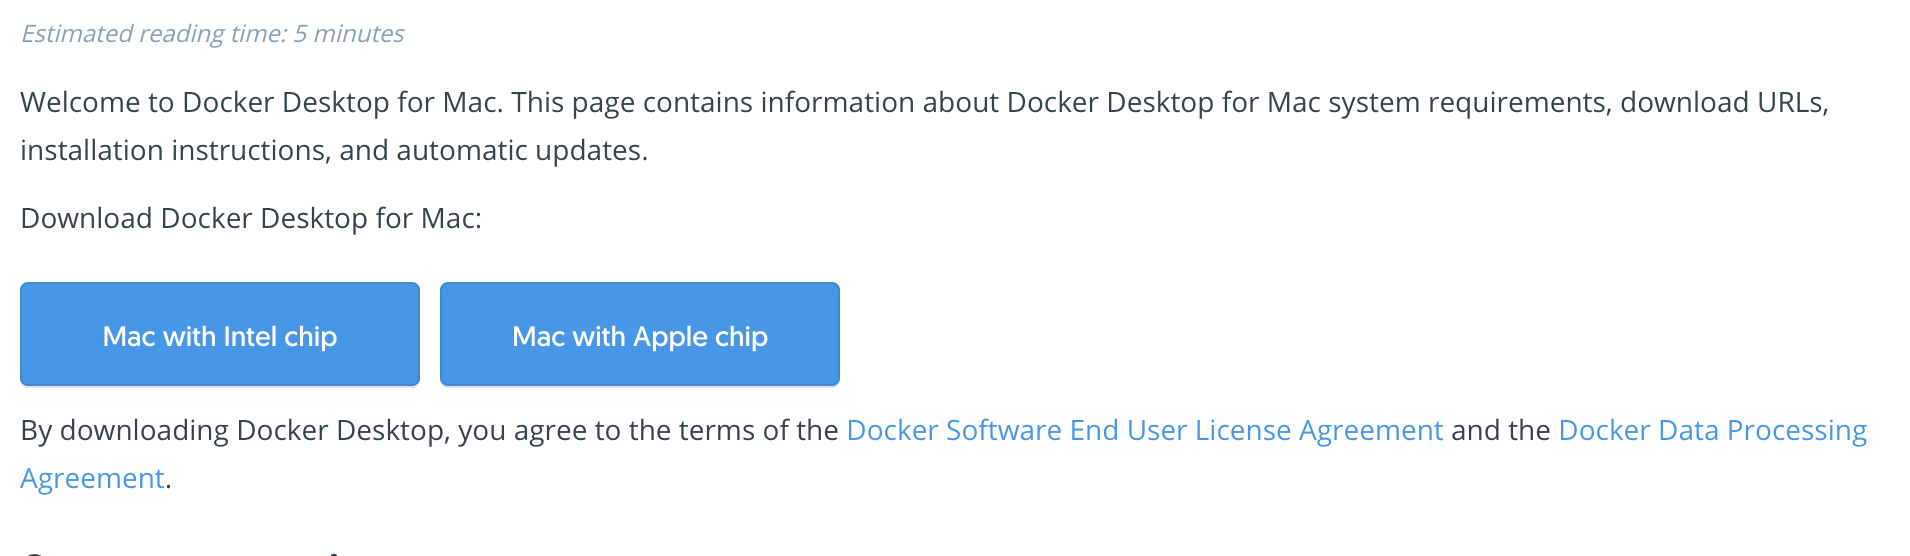 Estimated reading time: 5 minutes
Welcome to Docker Desktop for Mac. This page contains information about Docker Desktop for Mac system requirements, download URLs,
installation instructions, and automatic updates.
Download Docker Desktop for Mac:
Mac with Intel chip
Mac with Apple chip
By downloading Docker Desktop, you agree to the terms of the Docker Software End User License Agreement and the Docker Data Processing
Agreement.